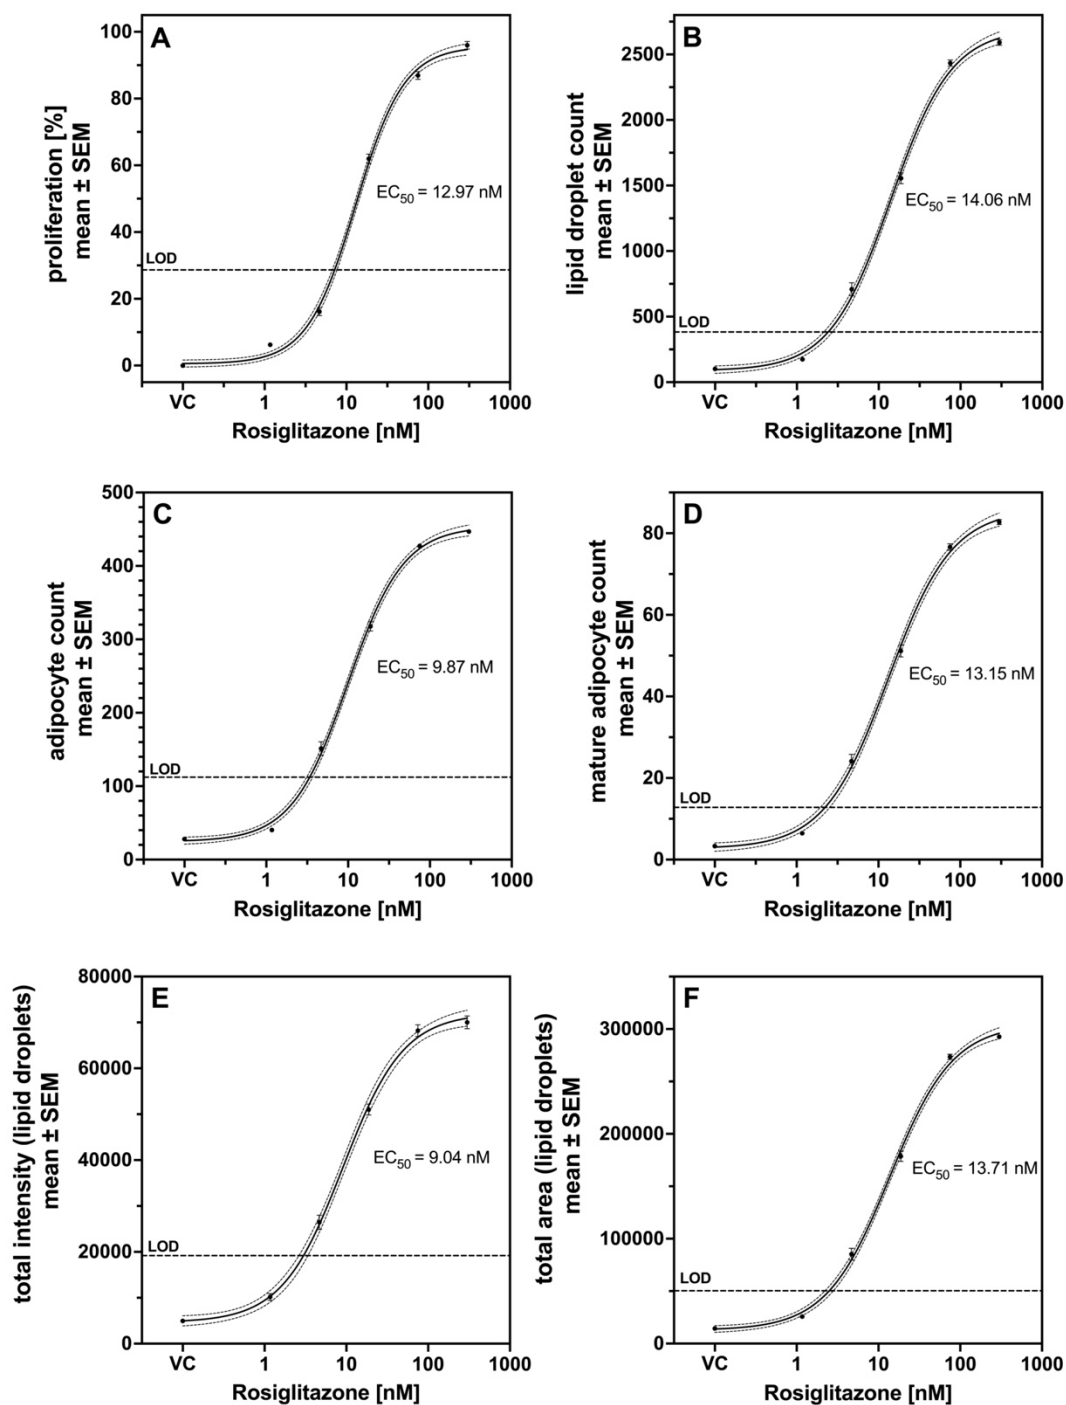 A
proliferation [%]
mean ± SEM
100
80
60
40
20
0
LOD
EC50 = 12.97 nM
VC 1 10 100 1000
Rosiglitazone [nM]
B
lipid droplet count
mean ± SEM
2500
2000
1500
1000
500
0
LOD
EC50 = 14.06 nM
VC 1 10 100 1000
Rosiglitazone [nM]
C
adipocyte count
mean ± SEM
500
400
300
200
100
0
LOD
EC50 = 9.87 nM
VC 1 10 100 1000
Rosiglitazone [nM]
D
mature adipocyte count
mean ± SEM
80
60
40
20
0
LOD
EC50 = 13.15 nM
VC 1 10 100 1000
Rosiglitazone [nM]
E
total intensity (lipid droplets)
mean ± SEM
80000
60000
40000
20000
0
LOD
EC50 = 9.04 nM
VC 1 10 100 1000
Rosiglitazone [nM]
F
total area (lipid droplets)
mean ± SEM
300000
200000
100000
0
LOD
EC50 = 13.71 nM
VC 1 10 100 1000
Rosiglitazone [nM]